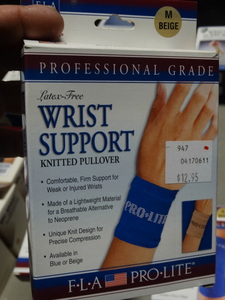 F·L·A
M
BEIGE
PROFESSIONAL GRADE
Latex-Free
WRIST
SUPPORT
KNITTED PULLOVER
• Comfortable, Firm Support for
Weak or Injured Wrists
• Made of a Lightweight Material
for a Breathable Alternative
to Neoprene
• Unique Knit Design for
Precise Compression
• Available in
Blue or Beige
947
04170611
$12.95
PRO·LITE
F·L·A PRO·LITE™